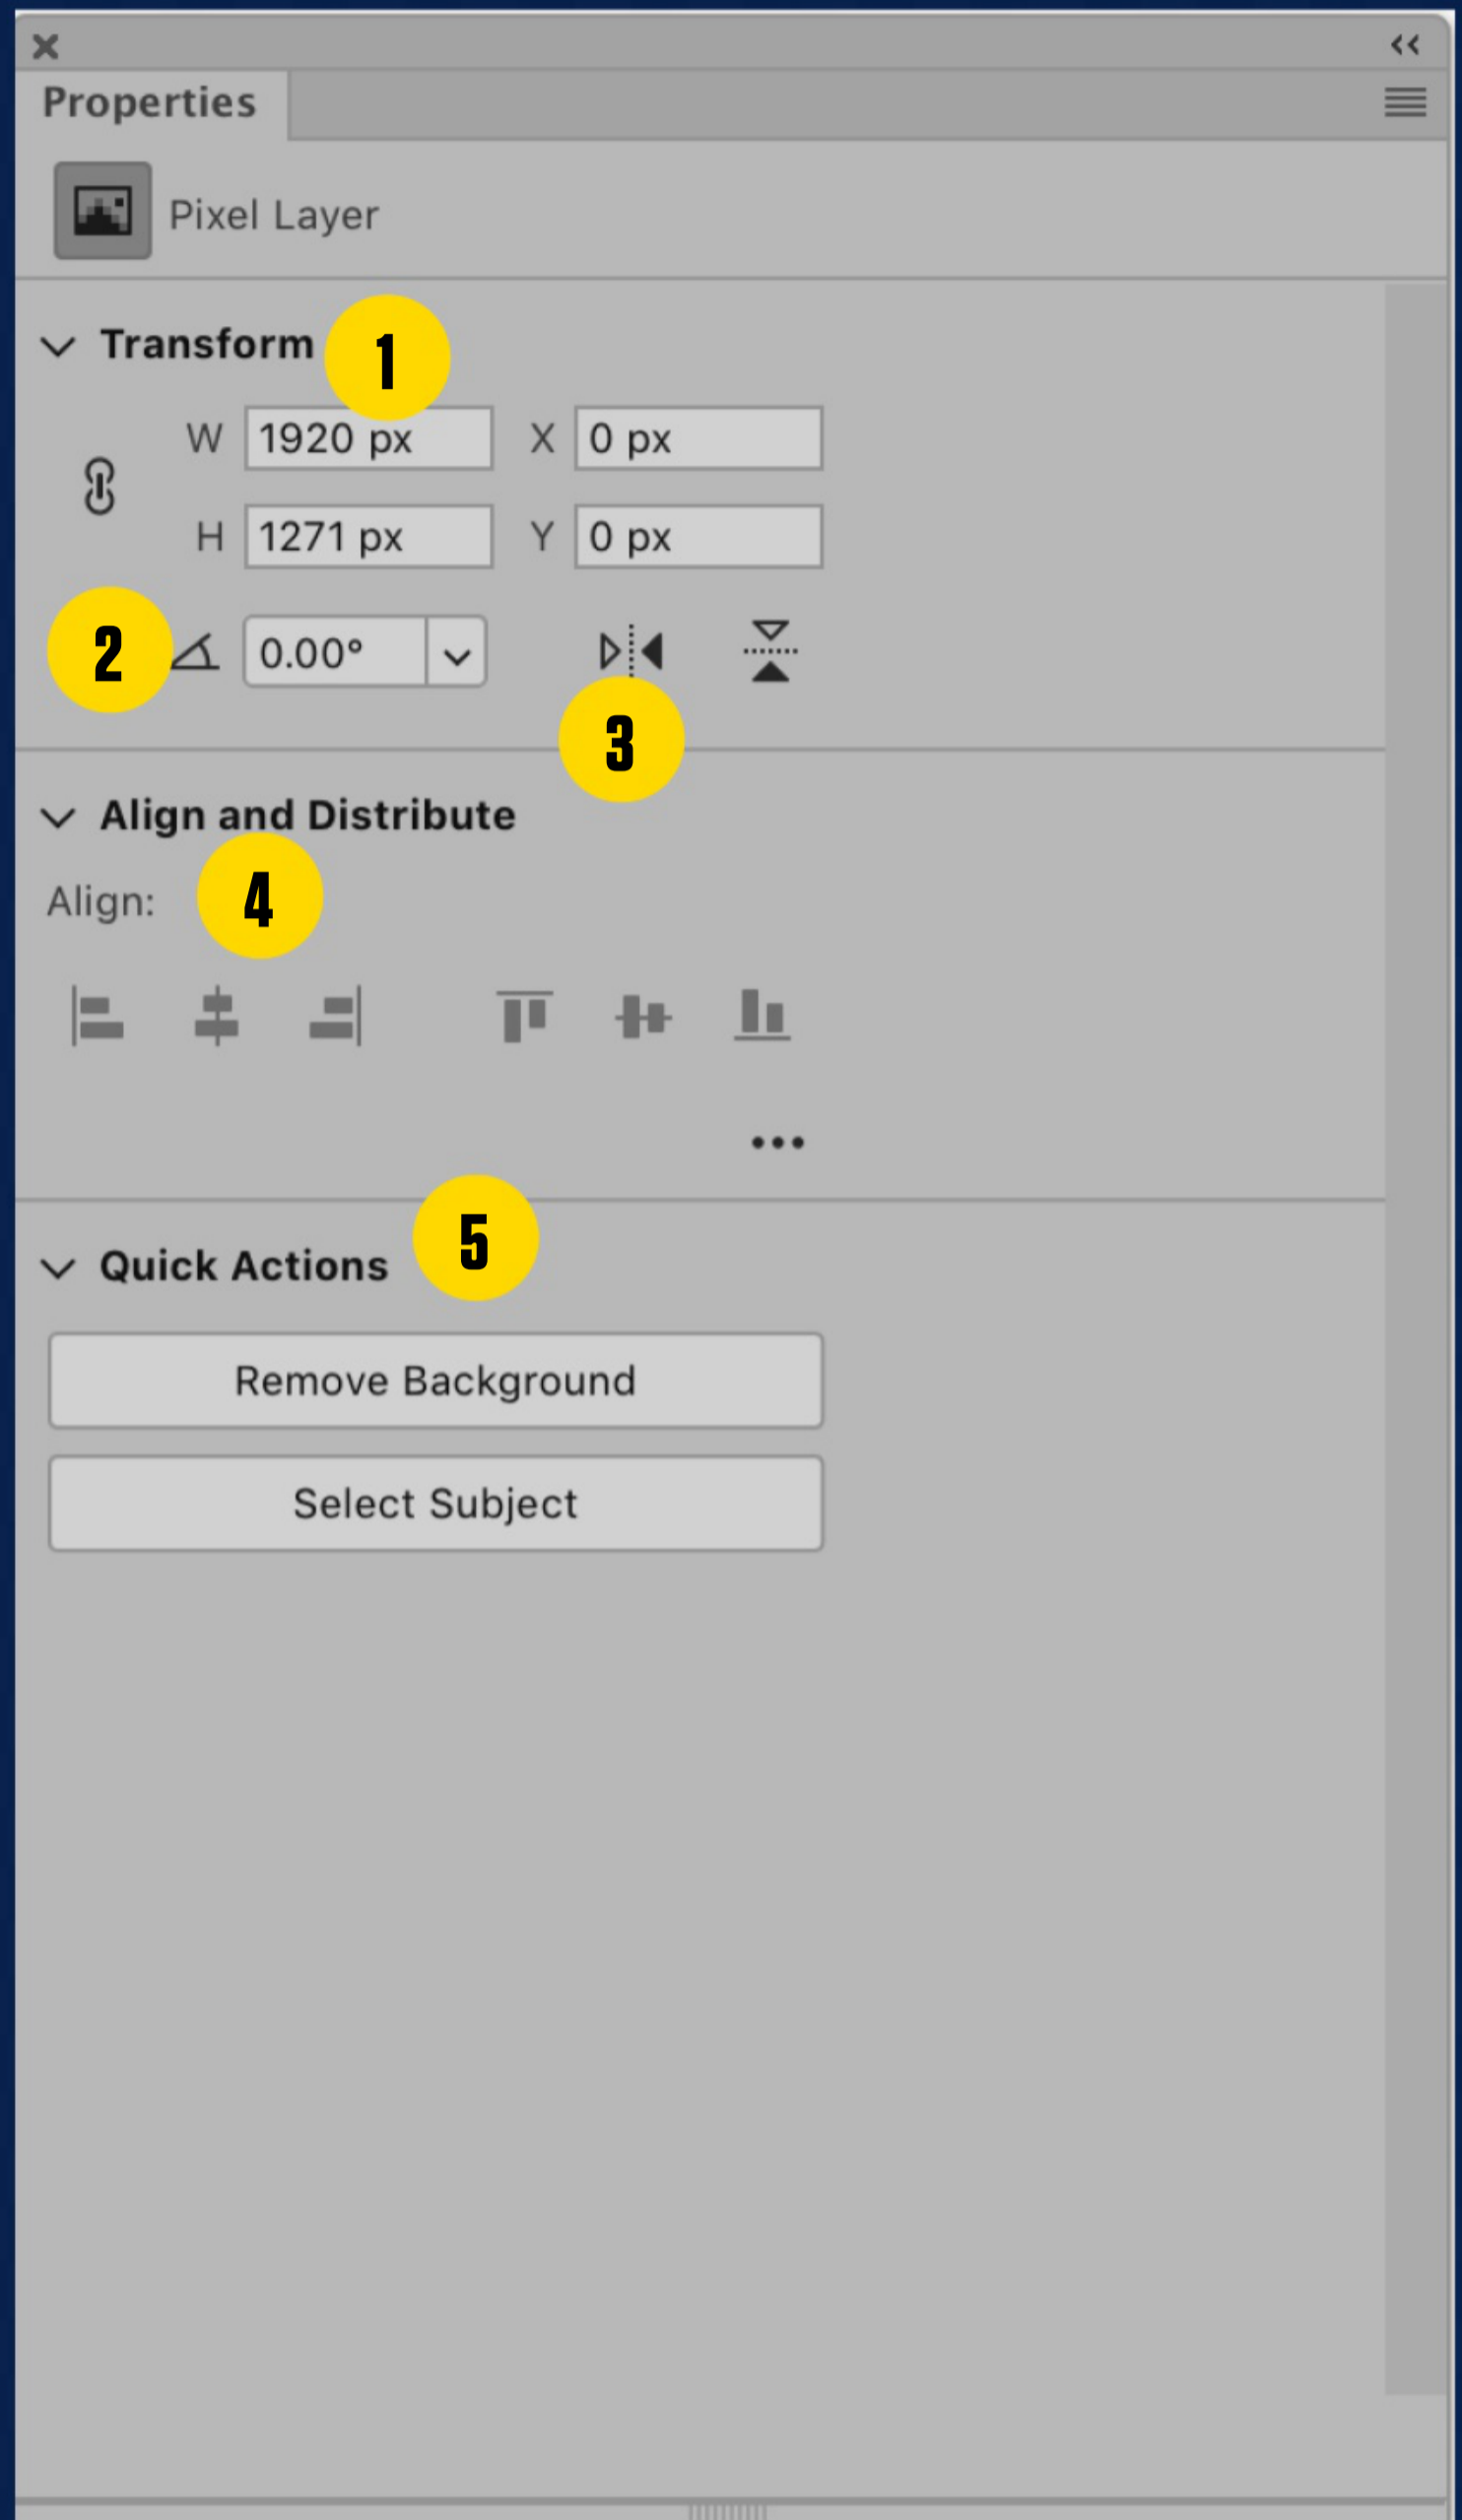 Properties
Pixel Layer
Transform
1
W 1920 px X 0 px
H 1271 px Y 0 px
2 0.00°
3
Align and Distribute
Align: 4
5
Quick Actions
Remove Background
Select Subject